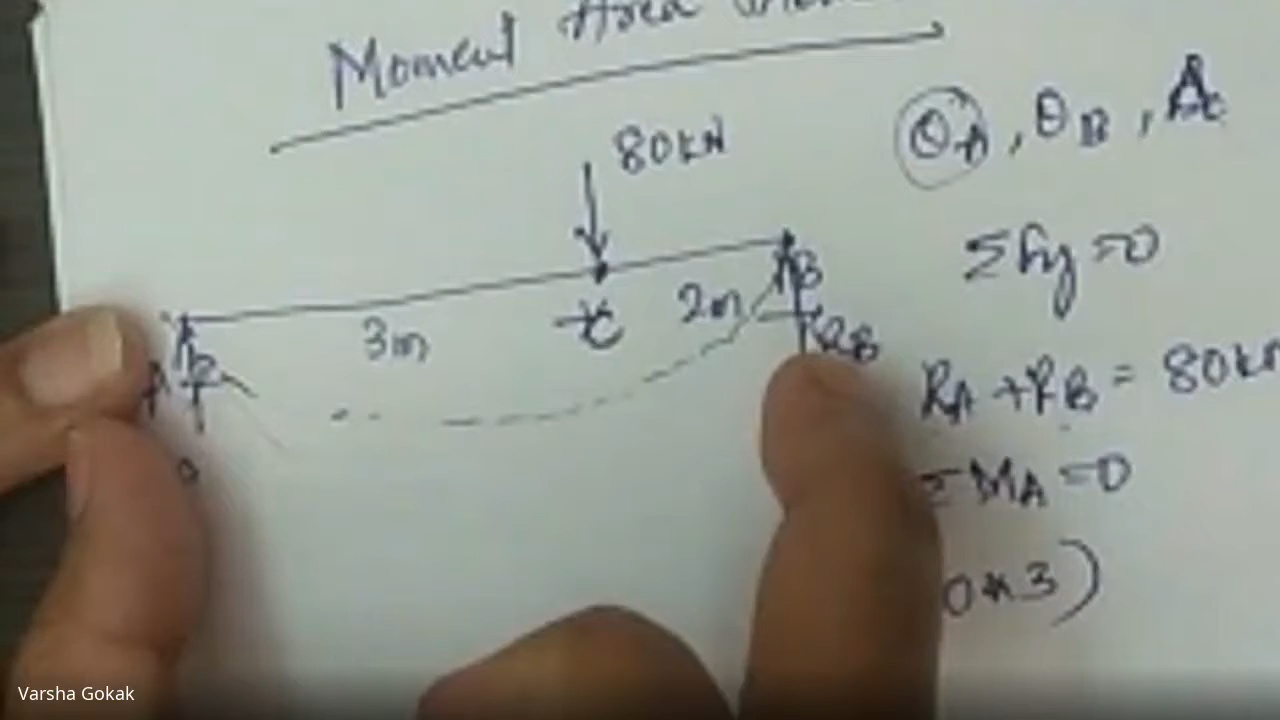 Moment Area
80kN
θA, θB, Δc
ΣFy=0
3m
C
2m
B
RB
A
RA+RB = 80kN
ΣMA=0
0*3)
Varsha Gokak